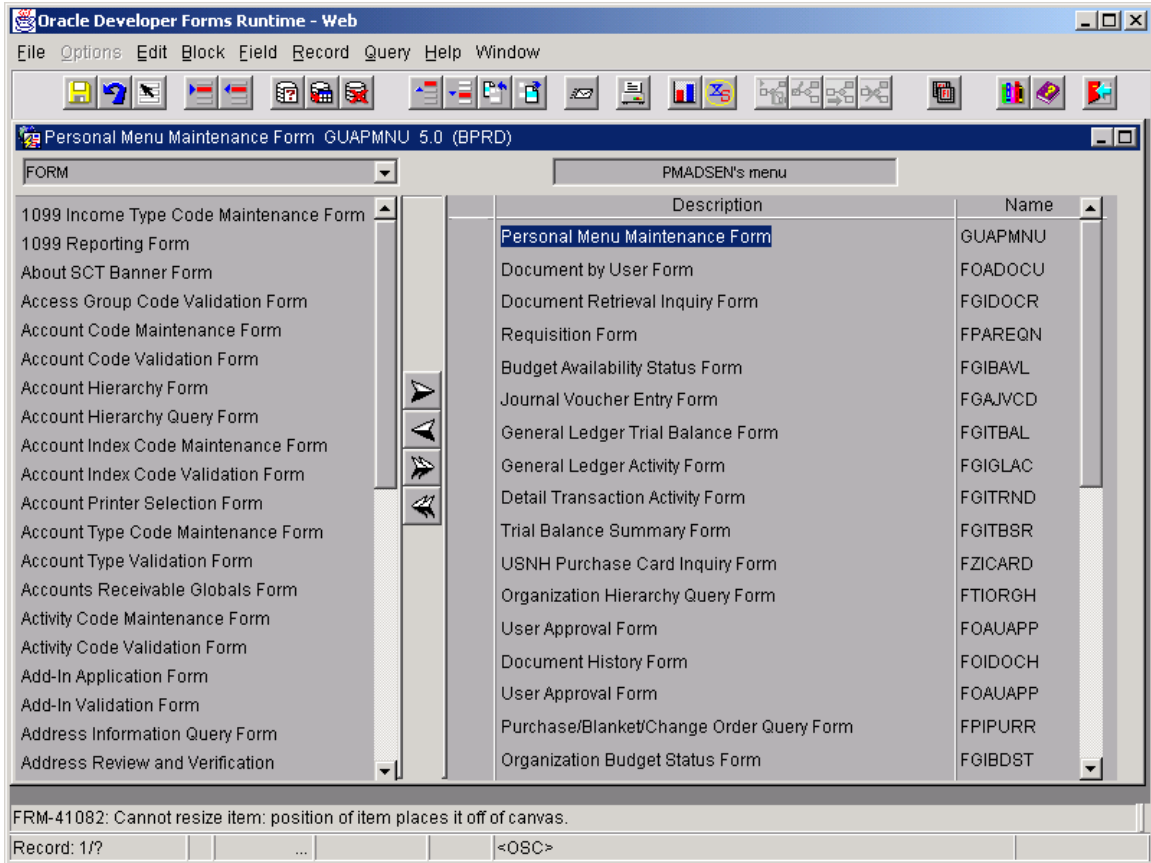 Oracle Developer Forms Runtime - Web
File Options Edit Block Field Record Query Help Window
Personal Menu Maintenance Form GUAPMNU 5.0 (BPRD)
FORM
PMADSEN's menu
1099 Income Type Code Maintenance Form
1099 Reporting Form
About SCT Banner Form
Access Group Code Validation Form
Account Code Maintenance Form
Account Code Validation Form
Account Hierarchy Form
Account Hierarchy Query Form
Account Index Code Maintenance Form
Account Index Code Validation Form
Account Printer Selection Form
Account Type Code Maintenance Form
Account Type Validation Form
Accounts Receivable Globals Form
Activity Code Maintenance Form
Activity Code Validation Form
Add-In Application Form
Add-In Validation Form
Address Information Query Form
Address Review and Verification
Description Name
Personal Menu Maintenance Form GUAPMNU
Document by User Form FOADOCU
Document Retrieval Inquiry Form FGIDOCR
Requisition Form FPAREQN
Budget Availability Status Form FGIBAVL
Journal Voucher Entry Form FGAJVCD
General Ledger Trial Balance Form FGITBAL
General Ledger Activity Form FGIGLAC
Detail Transaction Activity Form FGITRND
Trial Balance Summary Form FGITBSR
USNH Purchase Card Inquiry Form FZICARD
Organization Hierarchy Query Form FTIORGH
User Approval Form FOAUAPP
Document History Form FOIDOCH
User Approval Form FOAUAPP
Purchase/Blanket/Change Order Query Form FPIPURR
Organization Budget Status Form FGIBDST
FRM-41082: Cannot resize item: position of item places it off of canvas.
Record: 1/? ... <OSC>